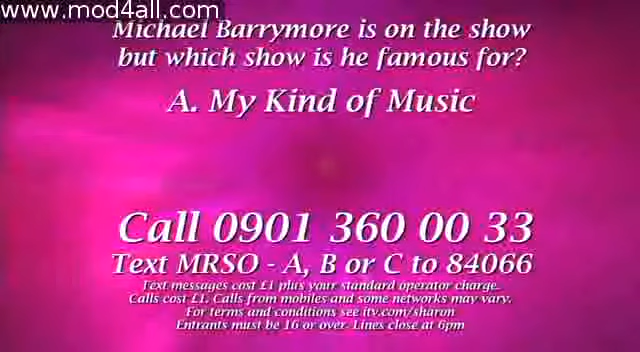 www.mod4all.com
Michael Barrymore is on the show
but which show is he famous for?
A. My Kind of Music
Call 0901 360 00 33
Text MRSO - A, B or C to 84066
Text messages cost £1 plus your standard operator charge.
Calls cost £1. Calls from mobiles and some networks may vary.
For terms and conditions see itv.com/sharon
Entrants must be 16 or over. Lines close at 6pm